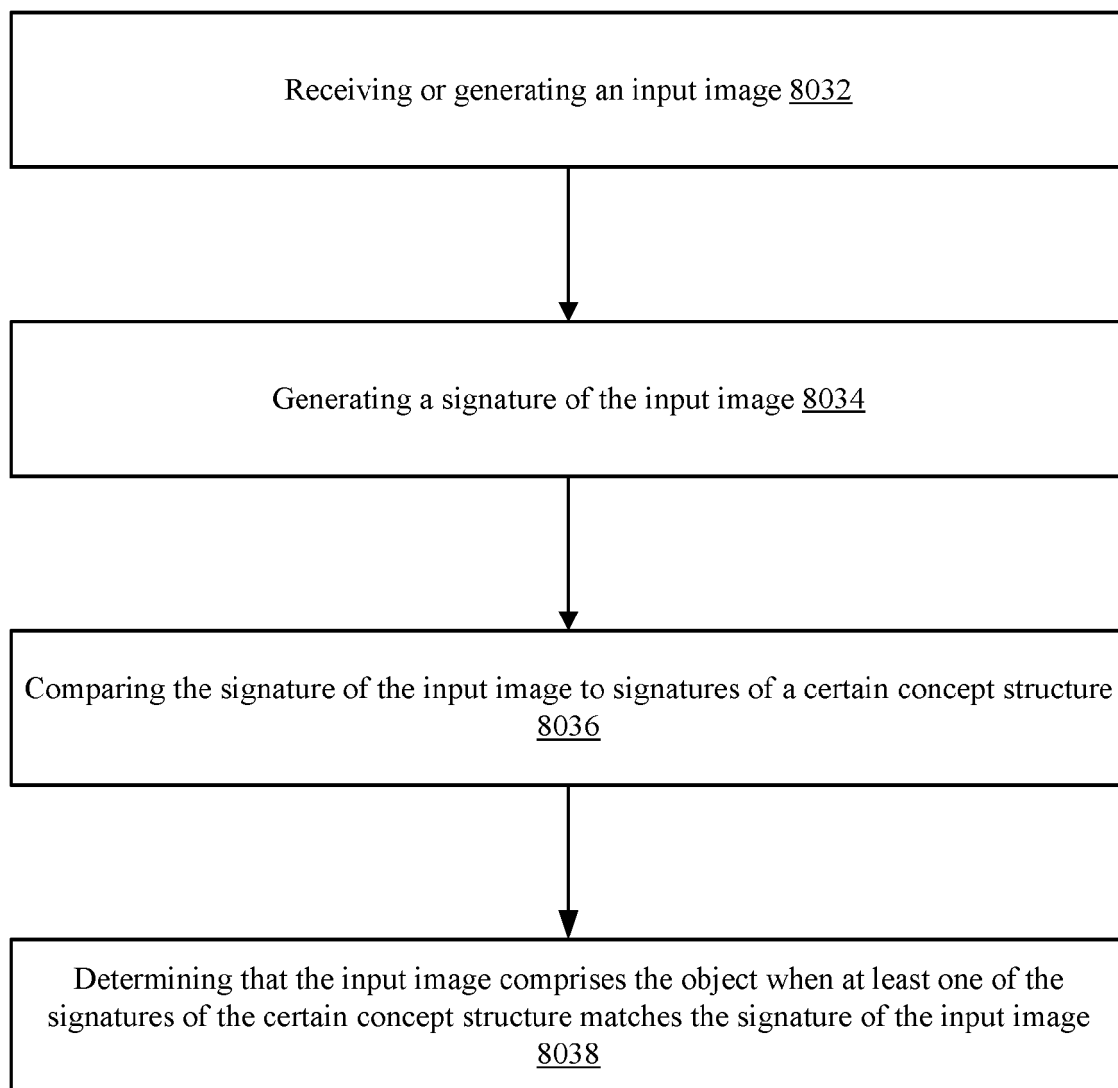 Receiving or generating an input image 8032
Generating a signature of the input image 8034
Comparing the signature of the input image to signatures of a certain concept structure
8036
Determining that the input image comprises the object when at least one of the
signatures of the certain concept structure matches the signature of the input image
8038